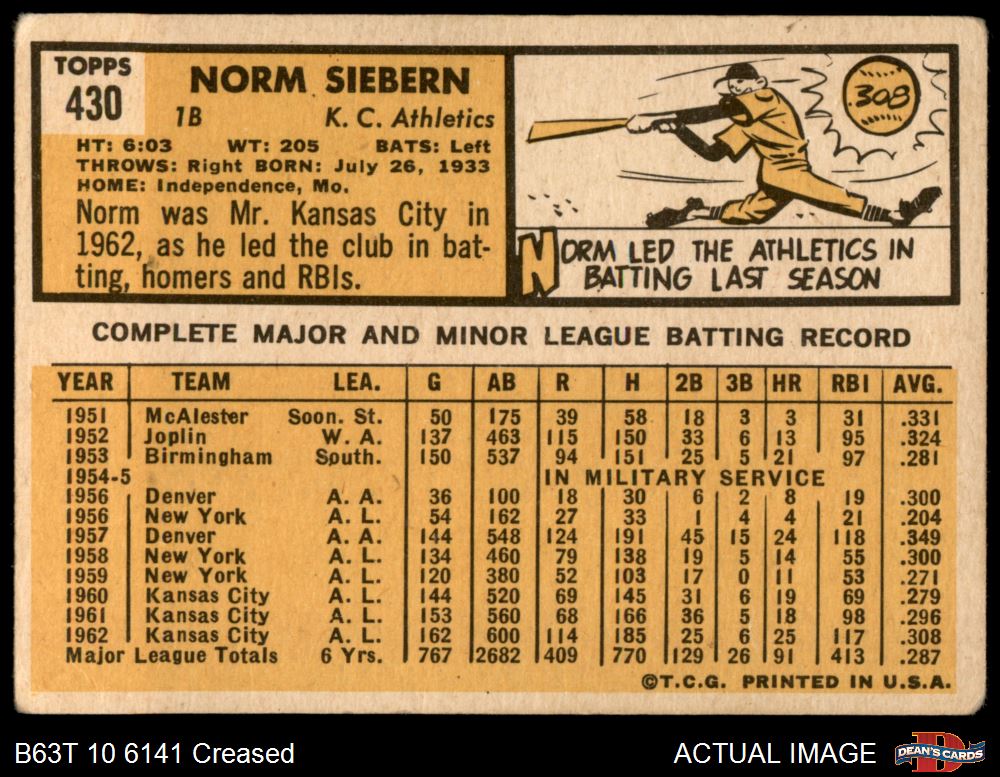 TOPPS
430
NORM SIEBERN
1B K. C. Athletics
HT: 6:03 WT: 205 BATS: Left
THROWS: Right BORN: July 26, 1933
HOME: Independence, Mo.
Norm was Mr. Kansas City in
1962, as he led the club in bat-
ting, homers and RBIs.
.308
NORM LED THE ATHLETICS IN
BATTING LAST SEASON
COMPLETE MAJOR AND MINOR LEAGUE BATTING RECORD
YEAR TEAM LEA. G AB R H 2B 3B HR RBI AVG.
1951 McAlester Soon. St. 50 175 39 58 18 3 3 31 .331
1952 Joplin W. A. 137 463 115 150 33 6 13 95 .324
1953 Birmingham South. 150 537 94 151 25 5 21 97 .281
1954-5 IN MILITARY SERVICE
1956 Denver A. A. 36 100 18 30 6 2 8 19 .300
1956 New York A. L. 54 162 27 33 1 4 4 21 .204
1957 Denver A. A. 144 548 124 191 45 15 24 118 .349
1958 New York A. L. 134 460 79 138 19 5 14 55 .300
1959 New York A. L. 120 380 52 103 17 0 11 53 .271
1960 Kansas City A. L. 144 520 69 145 31 6 19 69 .279
1961 Kansas City A. L. 153 560 68 166 36 5 18 98 .296
1962 Kansas City A. L. 162 600 114 185 25 6 25 117 .308
Major League Totals 6 Yrs. 767 2682 409 770 129 26 91 413 .287
©T.C.G. PRINTED IN U.S.A.
B63T 10 6141 Creased ACTUAL IMAGE
DEAN'S CARDS